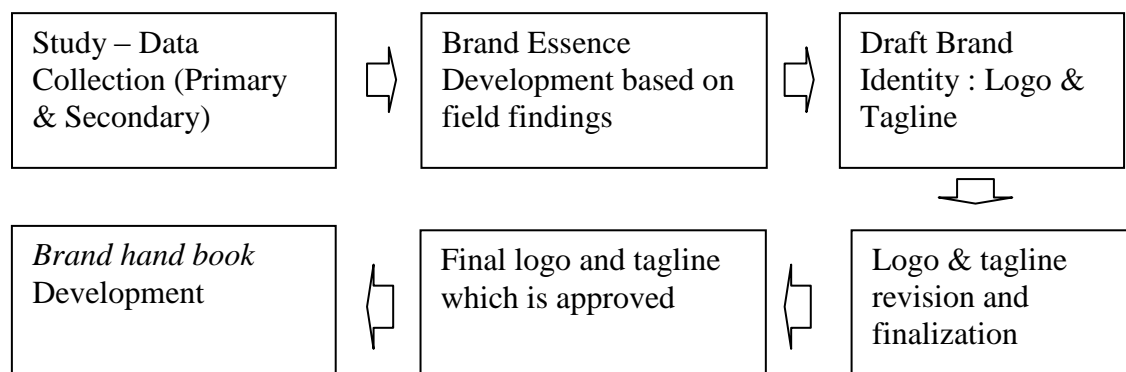 Study – Data
Collection (Primary
& Secondary)
Brand Essence
Development based on
field findings
Draft Brand
Identity : Logo &
Tagline
Logo & tagline
revision and
finalization
Final logo and tagline
which is approved
Brand hand book
Development